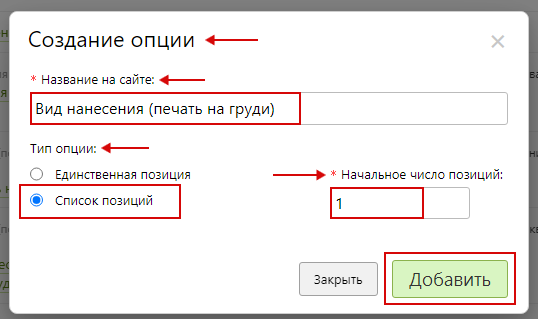 Создание опции
* Название на сайте:
Вид нанесения (печать на груди)
Тип опции:
Единственная позиция
* Начальное число позиций:
Список позиций
1
Закрыть
Добавить